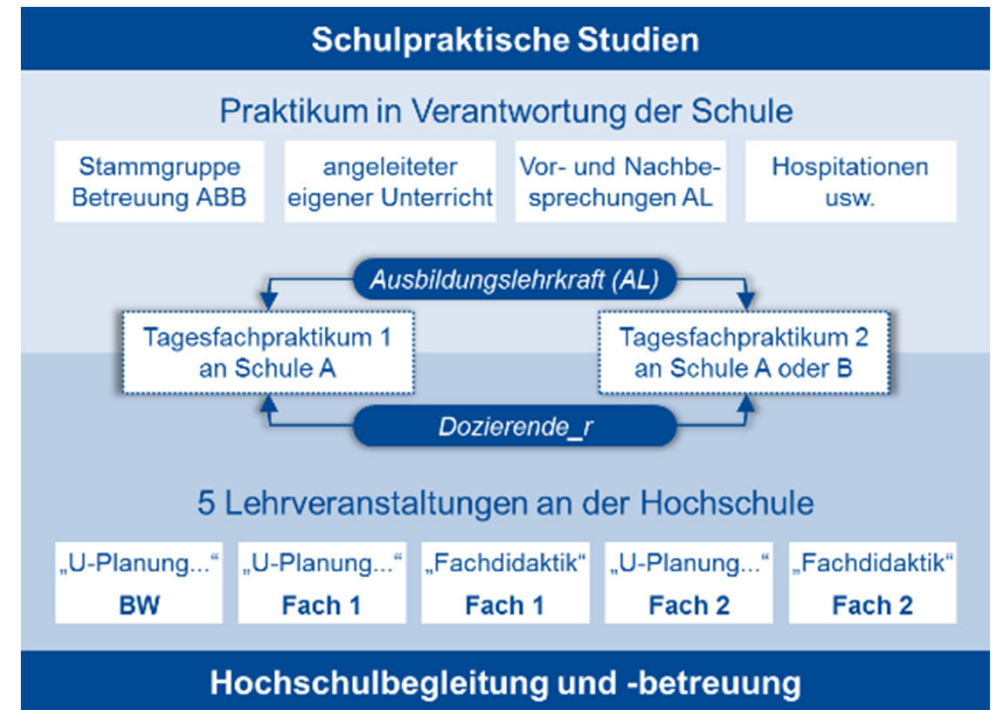 Schulpraktische Studien
Praktikum in Verantwortung der Schule
Stammgruppe
Betreuung ABB
angeleiteter
eigener Unterricht
Vor- und Nachbe-
sprechungen AL
Hospitationen
usw.
Ausbildungslehrkraft (AL)
Tagesfachpraktikum 1
an Schule A
Tagesfachpraktikum 2
an Schule A oder B
Dozierende_r
5 Lehrveranstaltungen an der Hochschule
„U-Planung...“
BW
„U-Planung...“
Fach 1
„Fachdidaktik“
Fach 1
„U-Planung...“
Fach 2
„Fachdidaktik“
Fach 2
Hochschulbegleitung und -betreuung